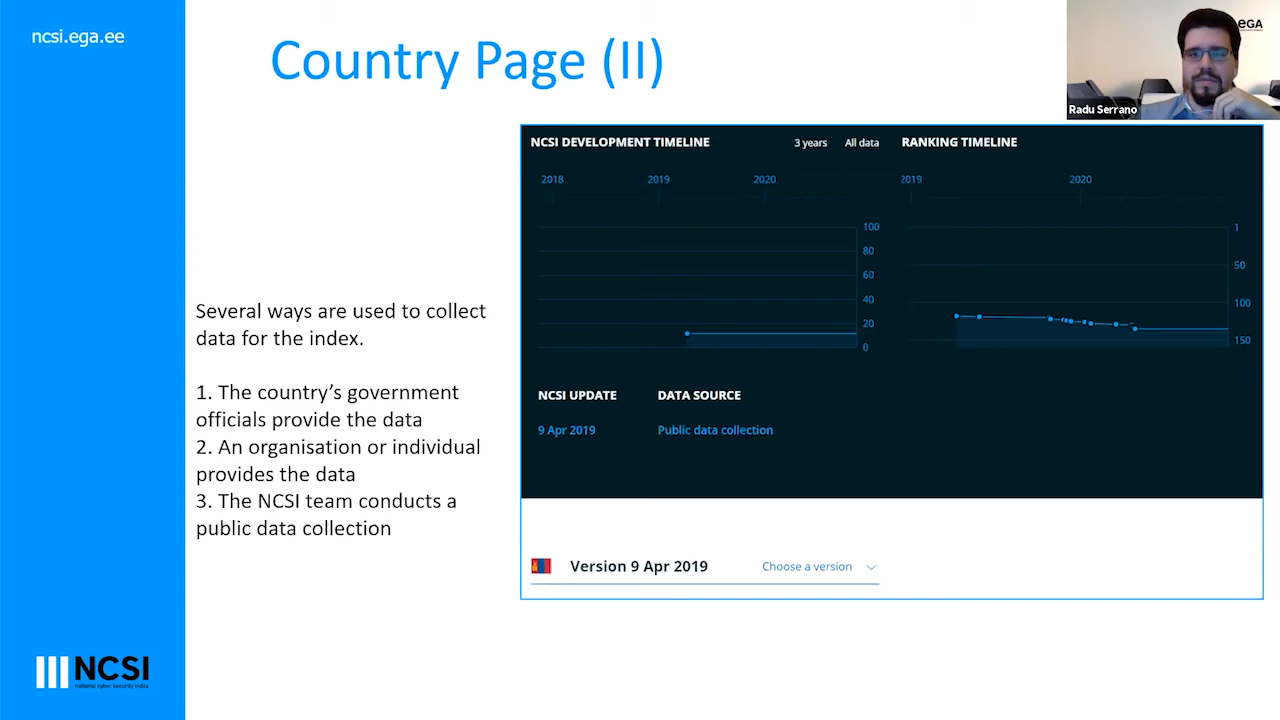 ncsi.ega.ee
Country Page (II)
eGA
Radu Serrano
NCSI DEVELOPMENT TIMELINE
3 years
All data
2018
2019
2020
100
80
60
40
20
0
RANKING TIMELINE
2019
2020
1
50
100
150
Several ways are used to collect
data for the index.
1. The country's government
officials provide the data
2. An organisation or individual
provides the data
3. The NCSI team conducts a
public data collection
NCSI UPDATE
DATA SOURCE
9 Apr 2019
Public data collection
Version 9 Apr 2019
Choose a version
NCSI
national cyber security index